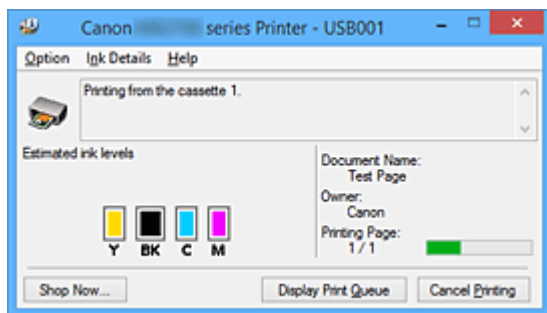 Canon series Printer - USB001
Option Ink Details Help
Printing from the cassette 1.
Estimated ink levels
Document Name:
Test Page
Owner:
Canon
Printing Page:
1 / 1
Y BK C M
Shop Now... Display Print Queue Cancel Printing